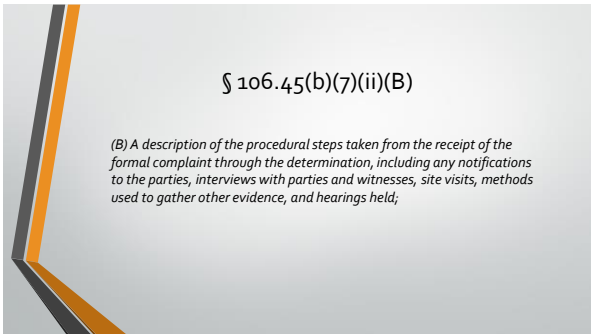 § 106.45(b)(7)(ii)(B)
(B) A description of the procedural steps taken from the receipt of the
formal complaint through the determination, including any notifications
to the parties, interviews with parties and witnesses, site visits, methods
used to gather other evidence, and hearings held;